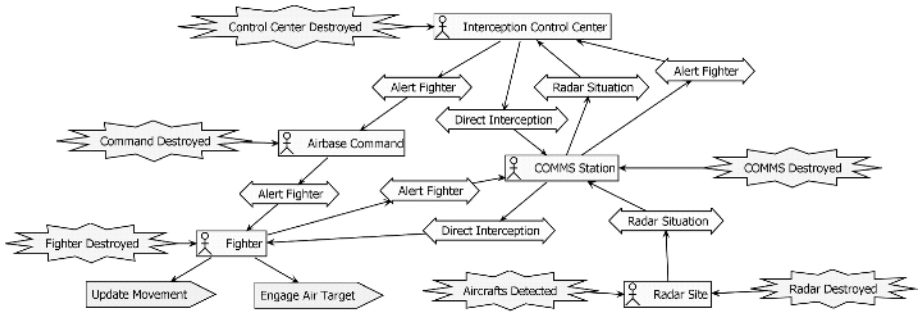 Control Center Destroyed
Interception Control Center
Alert Fighter
Radar Situation
Alert Fighter
Direct Interception
Command Destroyed
Airbase Command
COMMS Station
COMMS Destroyed
Alert Fighter
Alert Fighter
Radar Situation
Direct Interception
Fighter Destroyed
Fighter
Update Movement
Engage Air Target
Aircrafts Detected
Radar Site
Radar Destroyed